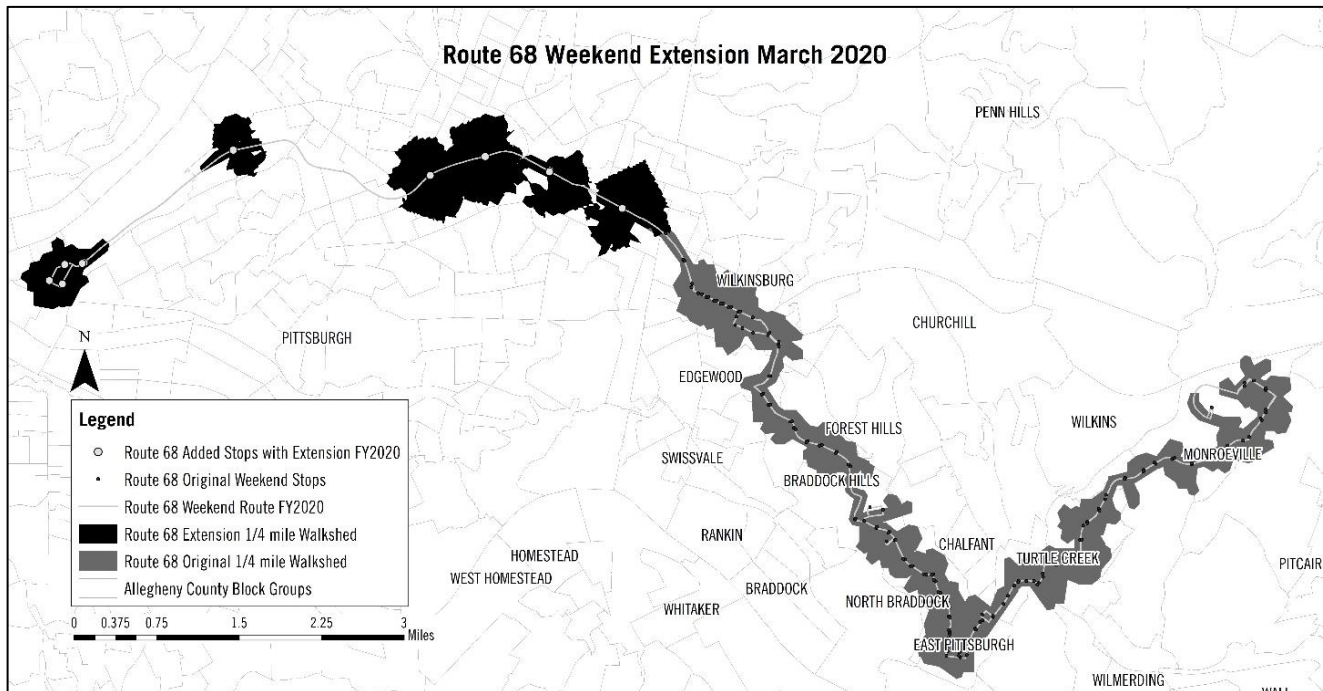 Route 68 Weekend Extension March 2020
PENN HILLS
WILKINSBURG
CHURCHILL
PITTSBURGH
N
EDGEWOOD
FOREST HILLS
WILKINS
MONROEVILLE
SWISSVALE
BRADDOCK HILLS
RANKIN
CHALFANT
TURTLE CREEK
HOMESTEAD
WEST HOMESTEAD
BRADDOCK
WHITAKER
NORTH BRADDOCK
EAST PITTSBURGH
PITCAIR
WILMERDING
Legend
Route 68 Added Stops with Extension FY2020
Route 68 Original Weekend Stops
Route 68 Weekend Route FY2020
Route 68 Extension 1/4 mile Walkshed
Route 68 Original 1/4 mile Walkshed
Allegheny County Block Groups
0 0.375 0.75 1.5 2.25 3
Miles